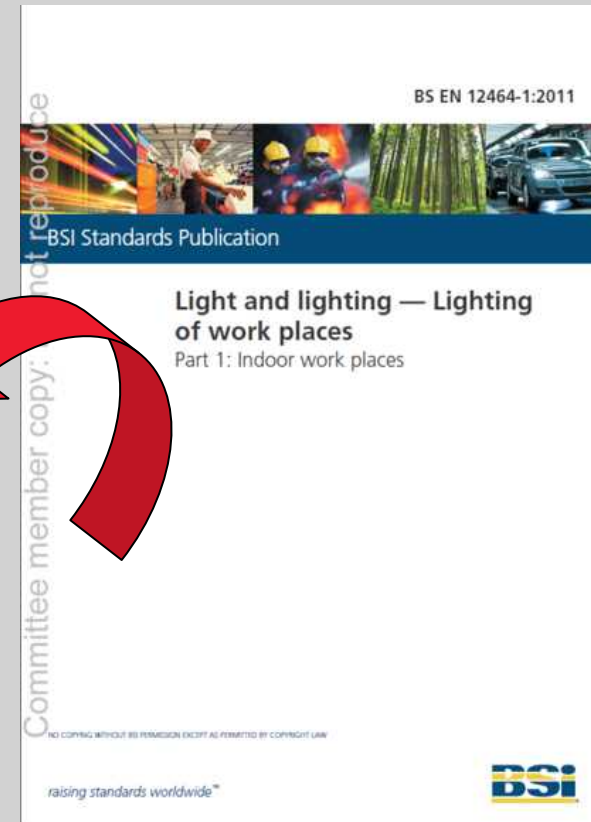 BS EN 12464-1:2011
BSI Standards Publication
Light and lighting — Lighting
of work places
Part 1: Indoor work places
Committee member copy: not reproduce
NO COPYING WITHOUT BSI PERMISSION EXCEPT AS PERMITTED BY COPYRIGHT LAW
raising standards worldwide™
BSi